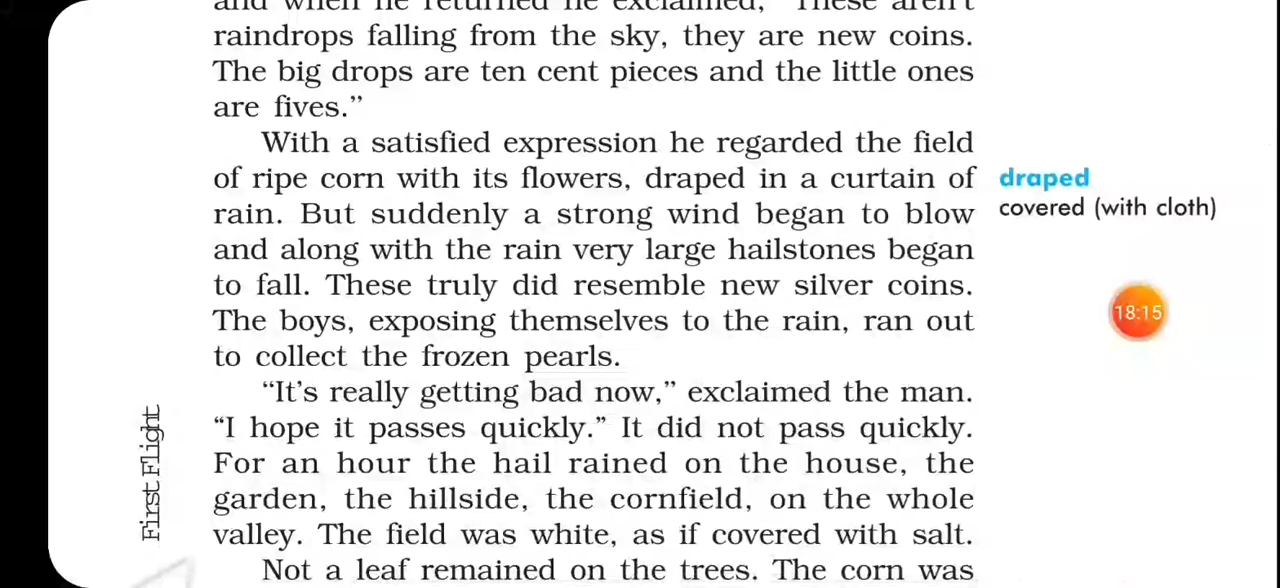 and when he returned he exclaimed, "These aren't
raindrops falling from the sky, they are new coins.
The big drops are ten cent pieces and the little ones
are fives."
With a satisfied expression he regarded the field
of ripe corn with its flowers, draped in a curtain of
rain. But suddenly a strong wind began to blow
and along with the rain very large hailstones began
to fall. These truly did resemble new silver coins.
The boys, exposing themselves to the rain, ran out
to collect the frozen pearls.
"It's really getting bad now," exclaimed the man.
"I hope it passes quickly." It did not pass quickly.
For an hour the hail rained on the house, the
garden, the hillside, the cornfield, on the whole
valley. The field was white, as if covered with salt.
Not a leaf remained on the trees. The corn was
draped
covered (with cloth)
18:15
First Flight